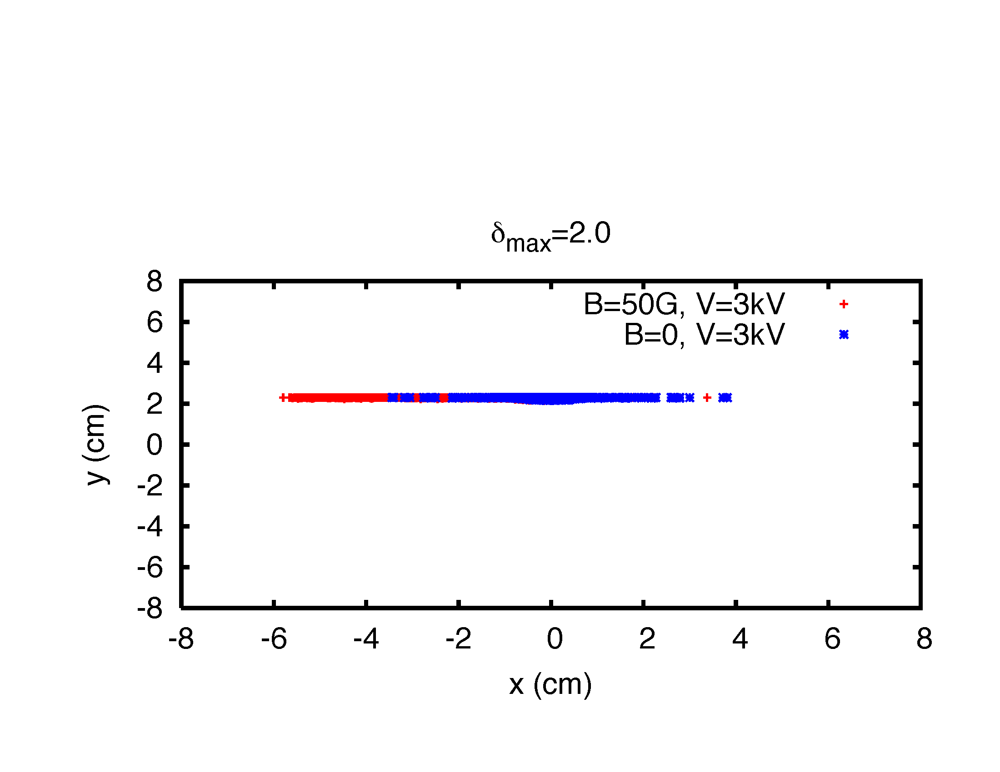 δmax=2.0
8
6
4
2
0
-2
-4
-6
-8
y (cm)
B=50G, V=3kV
B=0, V=3kV
-8 -6 -4 -2 0 2 4 6 8
x (cm)